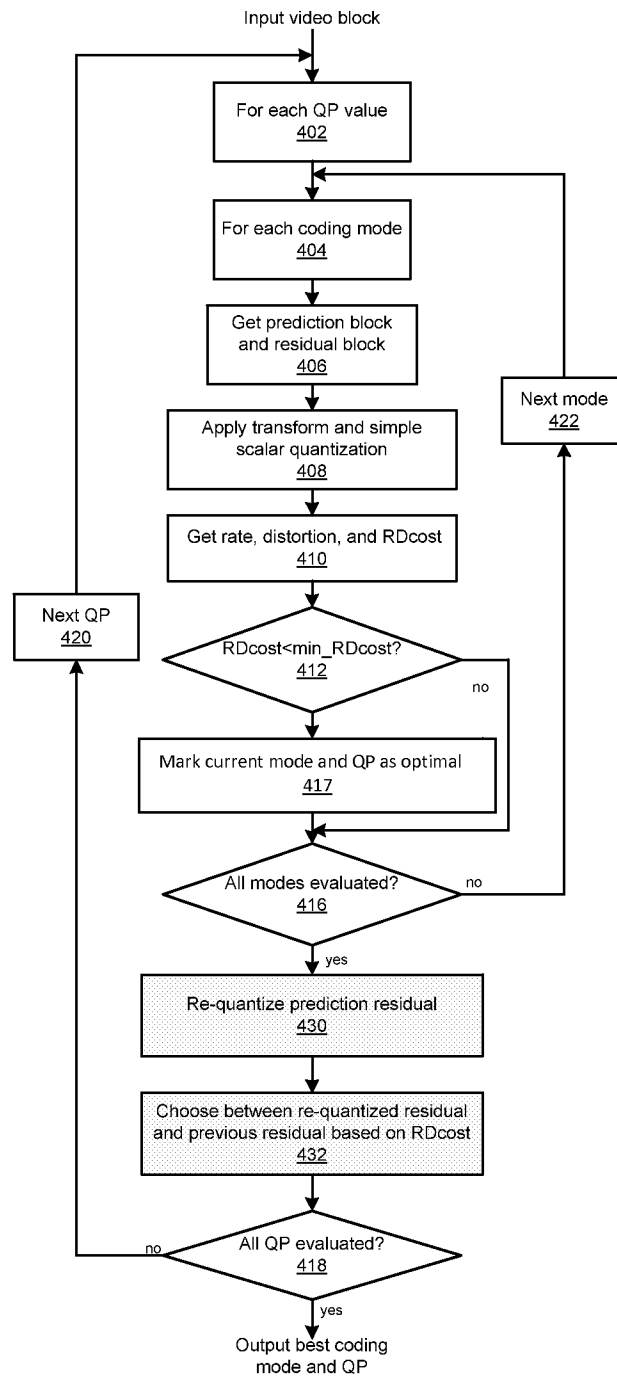 Input video block
For each QP value
402
For each coding mode
404
Get prediction block
and residual block
406
Next mode
422
Apply transform and simple
scalar quantization
408
Get rate, distortion, and RDcost
410
Next QP
420
RDcost<min_RDcost?
412
no
Mark current mode and QP as optimal
417
All modes evaluated?
416
no
yes
Re-quantize prediction residual
430
Choose between re-quantized residual
and previous residual based on RDcost
432
no
All QP evaluated?
418
yes
Output best coding
mode and QP